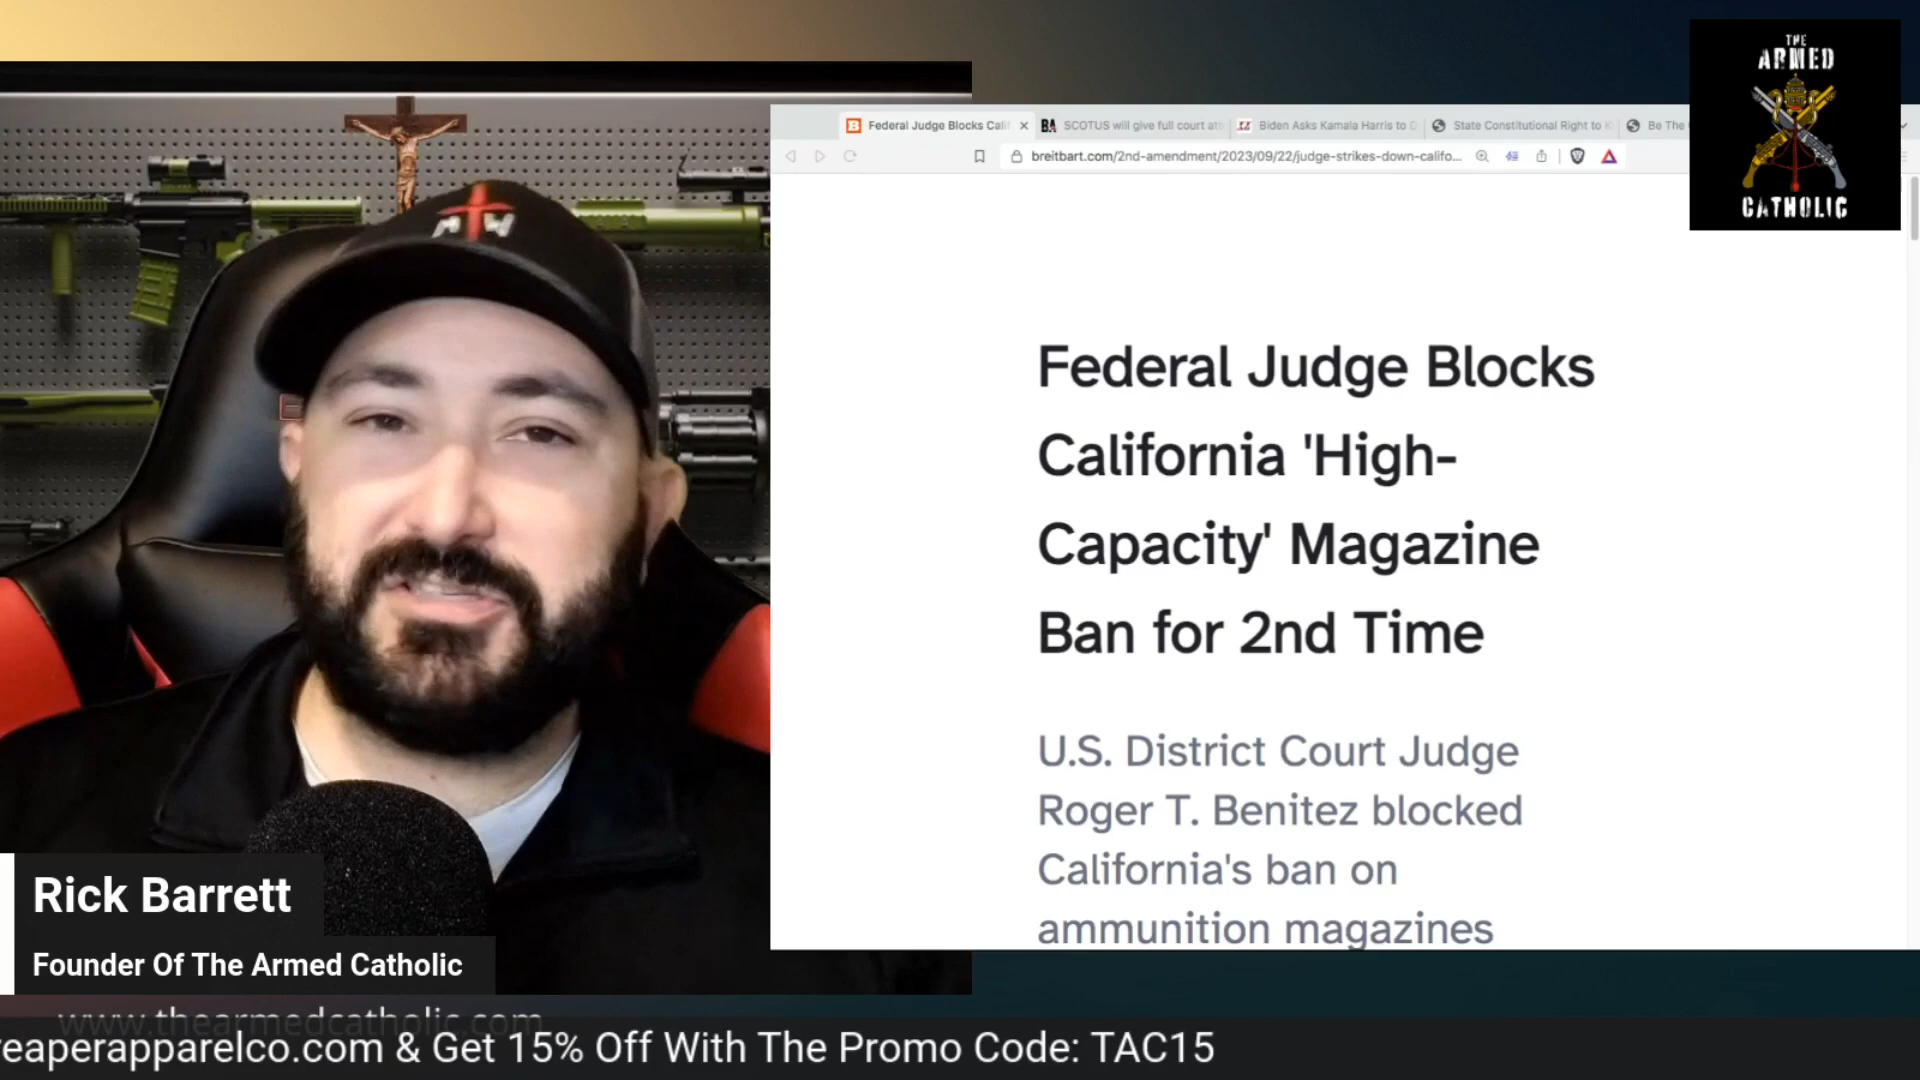 THE
ARMED
CATHOLIC
Federal Judge Blocks Calif
SCOTUS will give full court att
Biden Asks Kamala Harris to
State Constitutional Right to K
Be The
breitbart.com/2nd-amendment/2023/09/22/judge-strikes-down-califo...
Federal Judge Blocks
California 'High-
Capacity' Magazine
Ban for 2nd Time
U.S. District Court Judge
Roger T. Benitez blocked
California's ban on
ammunition magazines
Rick Barrett
Founder Of The Armed Catholic
www.thearmedcatholic.com
reaperapparelco.com & Get 15% Off With The Promo Code: TAC15